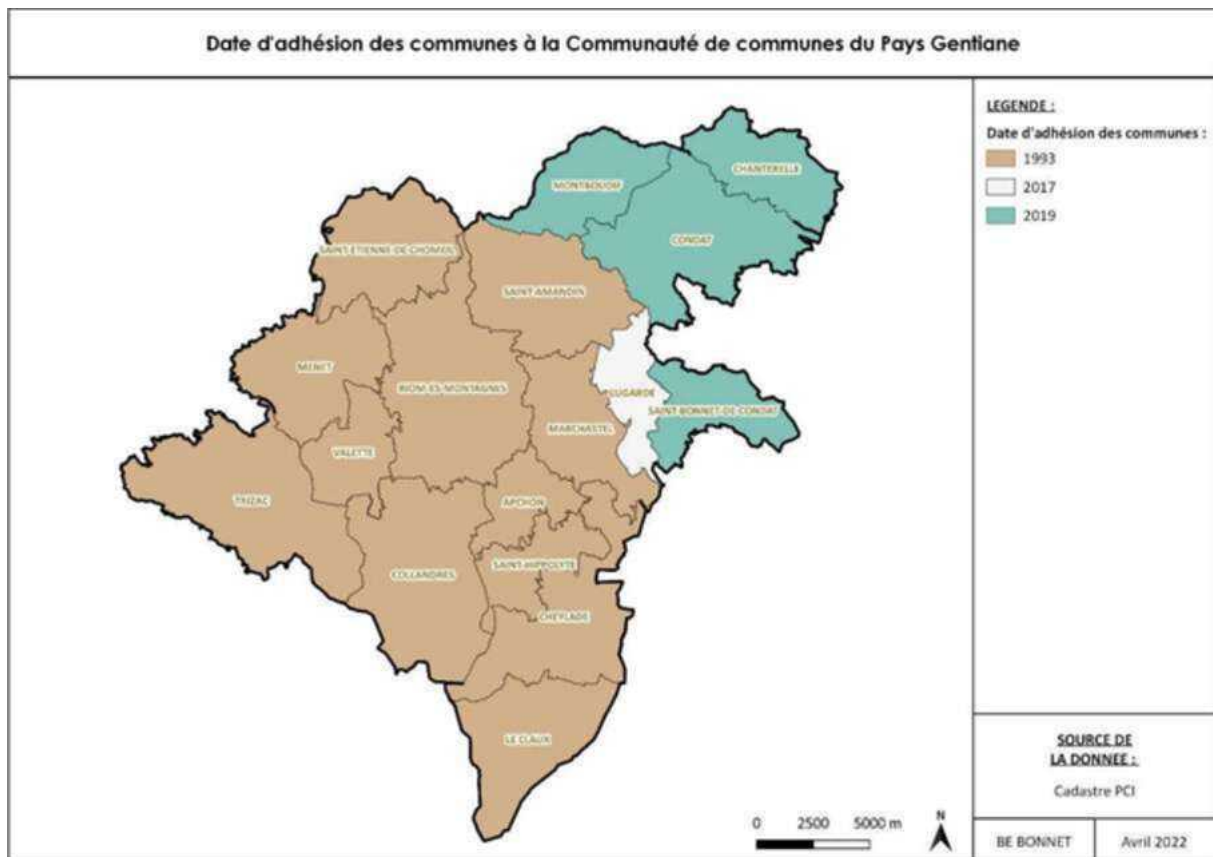 Date d'adhésion des communes à la Communauté de communes du Pays Gentiane
LEGENDE :
Date d'adhésion des communes :
1993
2017
2019
CHANTERELLE
MONTBOUDIF
CONDAT
SAINT-ETIENNE-DE-CHOMEIL
SAINT-AMANDIN
MENET
RIOM-ES-MONTAGNES
LUGARDE
SAINT-BONNET-DE-CONDAT
MARCHASTEL
VALETTE
TRIZAC
APCHON
SAINT-HIPPOLYTE
COLLANDRES
CHEYLADE
LE CLAUX
SOURCE DE
LA DONNEE :
Cadastre PCI
0 2500 5000 m
N
BE BONNET
Avril 2022